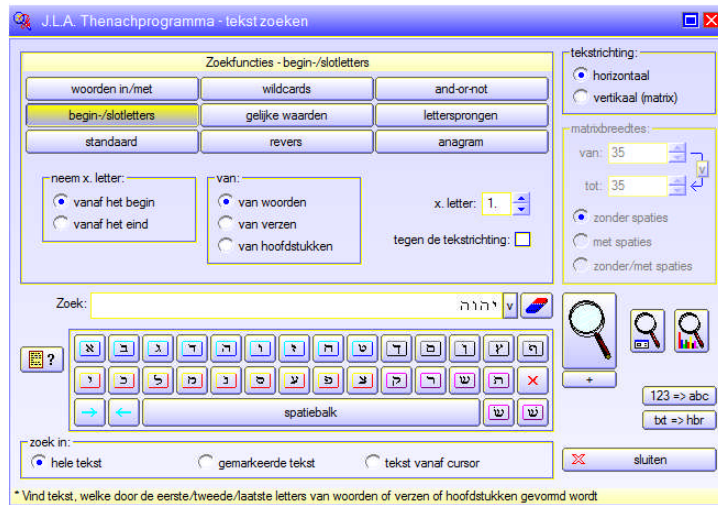 J.L.A. Thenachprogramma - tekst zoeken
Zoekfuncties - begin-/slotletters
woorden in/met wildcards and-or-not
begin-/slotletters gelijke waarden lettersprongen
standaard revers anagram
neem x. letter:
vanaf het begin
vanaf het eind
van:
van woorden
van verzen
van hoofdstukken
x. letter: 1.
tegen de tekstrichting:
tekstrichting:
horizontaal
vertikaal (matrix)
matrixbreedtes:
van: 35
tot: 35
v
zonder spaties
met spaties
zonder/met spaties
Zoek: יהוה v
?
א ב ג ד ה ו ז ח ט ך ם ן ץ ף
י כ ל מ נ ס ע פ צ ק ר ש ת ×
→ ← spatiebalk שׂ שׁ
+
123 => abc
txt => hbr
zoek in:
hele tekst gemarkeerde tekst tekst vanaf cursor
sluiten
* Vind tekst, welke door de eerste/tweede/laatste letters van woorden of verzen of hoofdstukken gevormd wordt